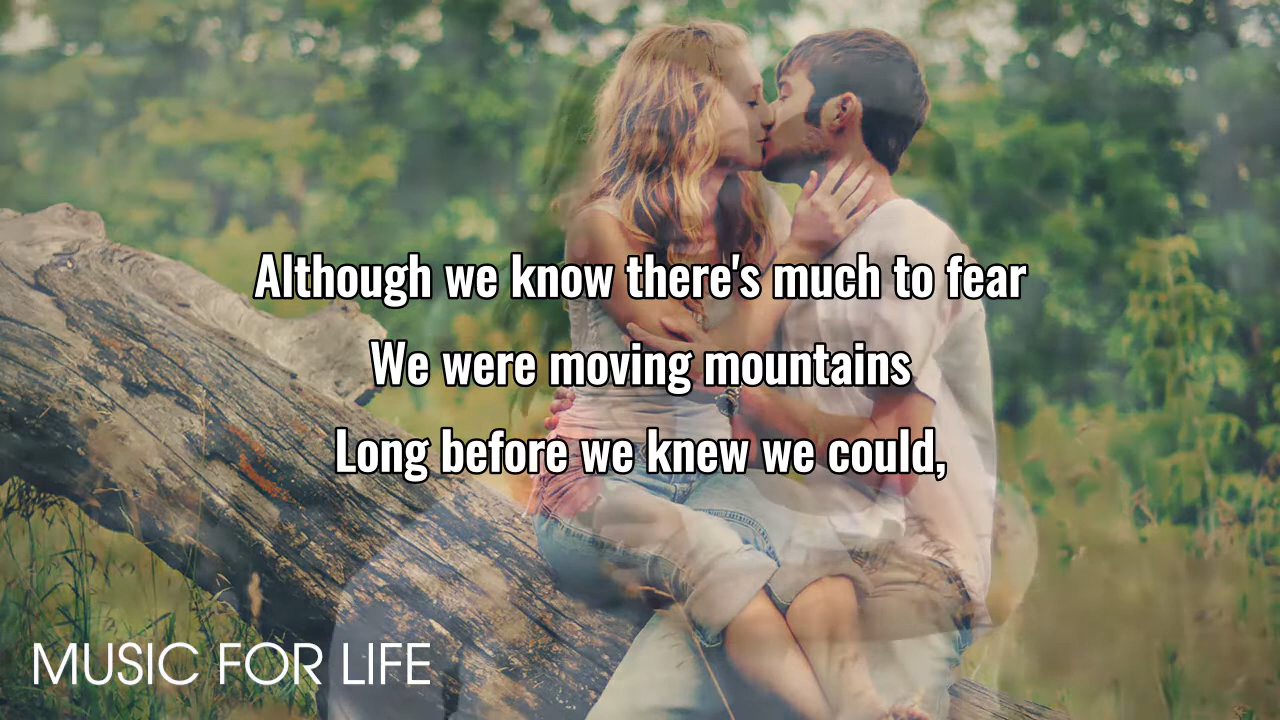 Although we know there's much to fear
We were moving mountains
Long before we knew we could,
MUSIC FOR LIFE